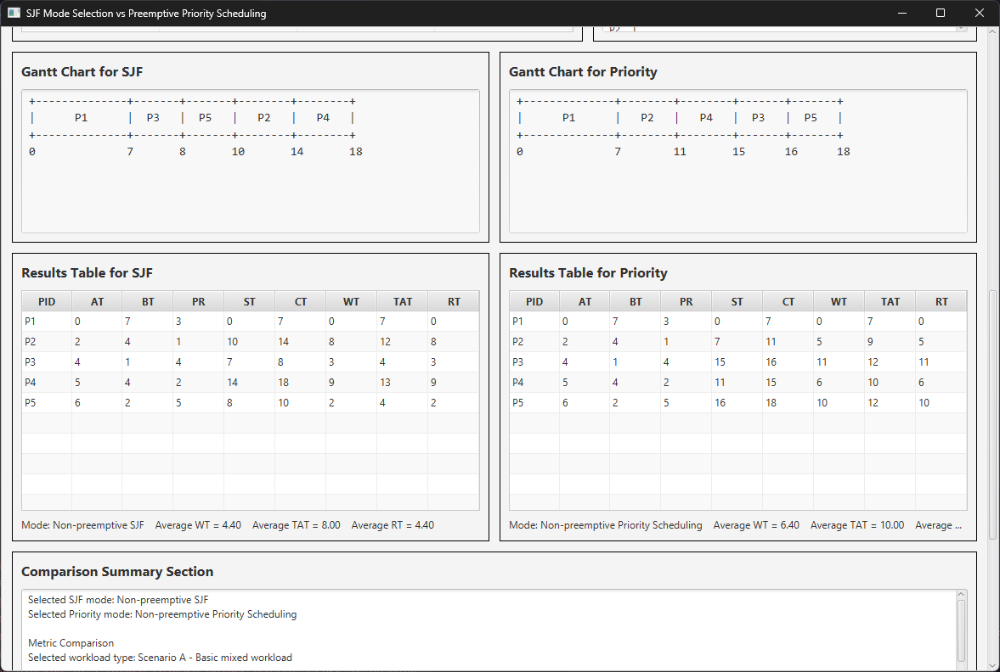 SJF Mode Selection vs Preemptive Priority Scheduling
P2 |
Gantt Chart for SJF
+--------------+-------+-------+--------+--------+
|      P1      |  P3   |  P5   |   P2   |   P4   |
+--------------+-------+-------+--------+--------+
0              7       8       10       14       18
Gantt Chart for Priority
+--------------+--------+--------+-------+-------+
|      P1      |   P2   |   P4   |  P3   |  P5   |
+--------------+--------+--------+-------+-------+
0              7        11       15       16      18
Results Table for SJF
PID AT BT PR ST CT WT TAT RT
P1 0 7 3 0 7 0 7 0
P2 2 4 1 10 14 8 12 8
P3 4 1 4 7 8 3 4 3
P4 5 4 2 14 18 9 13 9
P5 6 2 5 8 10 2 4 2
Mode: Non-preemptive SJF Average WT = 4.40 Average TAT = 8.00 Average RT = 4.40
Results Table for Priority
PID AT BT PR ST CT WT TAT RT
P1 0 7 3 0 7 0 7 0
P2 2 4 1 7 11 5 9 5
P3 4 1 4 15 16 11 12 11
P4 5 4 2 11 15 6 10 6
P5 6 2 5 16 18 10 12 10
Mode: Non-preemptive Priority Scheduling Average WT = 6.40 Average TAT = 10.00 Average ...
Comparison Summary Section
Selected SJF mode: Non-preemptive SJF
Selected Priority mode: Non-preemptive Priority Scheduling
Metric Comparison
Selected workload type: Scenario A - Basic mixed workload